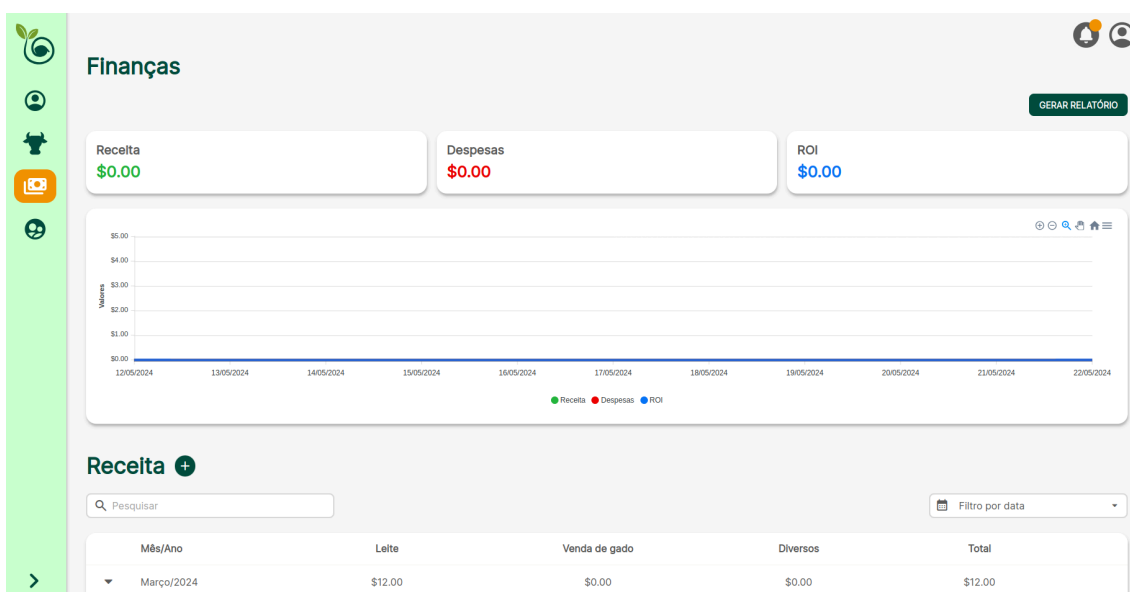 Finanças
GERAR RELATÓRIO
Receita
$0.00
Despesas
$0.00
ROI
$0.00
Valores
$5.00
$4.00
$3.00
$2.00
$1.00
$0.00
12/05/2024 13/05/2024 14/05/2024 15/05/2024 16/05/2024 17/05/2024 18/05/2024 19/05/2024 20/05/2024 21/05/2024 22/05/2024
Receita Despesas ROI
Receita
Pesquisar
Filtro por data
Mês/Ano Leite Venda de gado Diversos Total
Março/2024 $12.00 $0.00 $0.00 $12.00